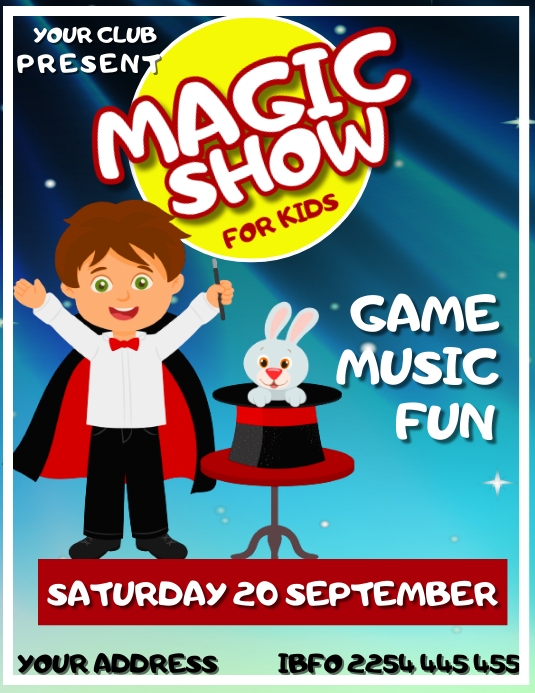 YOUR CLUB
PRESENT
MAGIC
SHOW
FOR KIDS
GAME
MUSIC
FUN
SATURDAY 20 SEPTEMBER
YOUR ADDRESS IBFO 2254 445 455